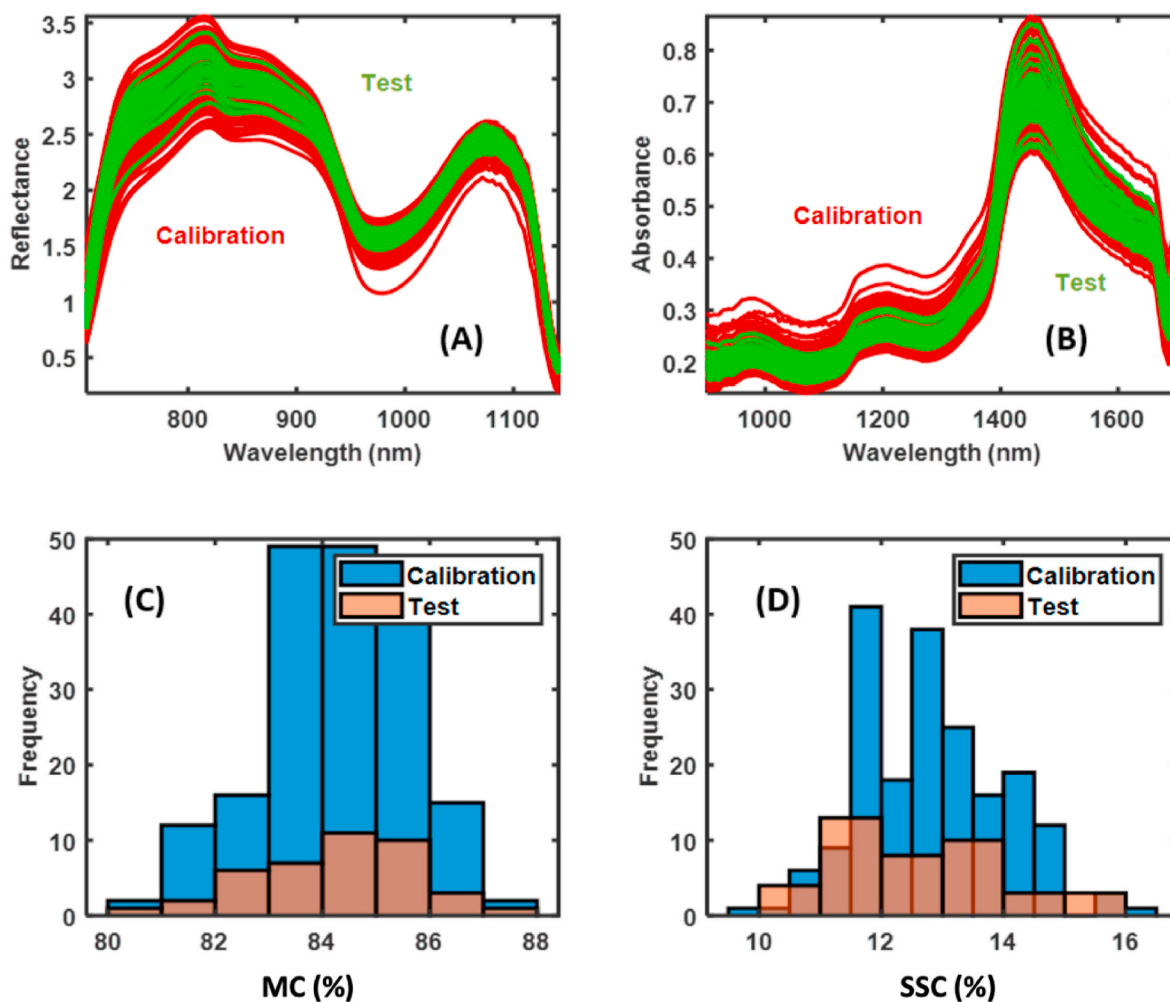 3.5
3
2.5
2
1.5
1
0.5
Reflectance
Test
Calibration
(A)
800 900 1000 1100
Wavelength (nm)
0.8
0.7
0.6
0.5
0.4
0.3
0.2
Absorbance
Calibration
Test
(B)
1000 1200 1400 1600
Wavelength (nm)
50
40
30
20
10
0
Frequency
(C)
Calibration
Test
80 82 84 86 88
MC (%)
50
40
30
20
10
0
Frequency
(D)
Calibration
Test
10 12 14 16
SSC (%)